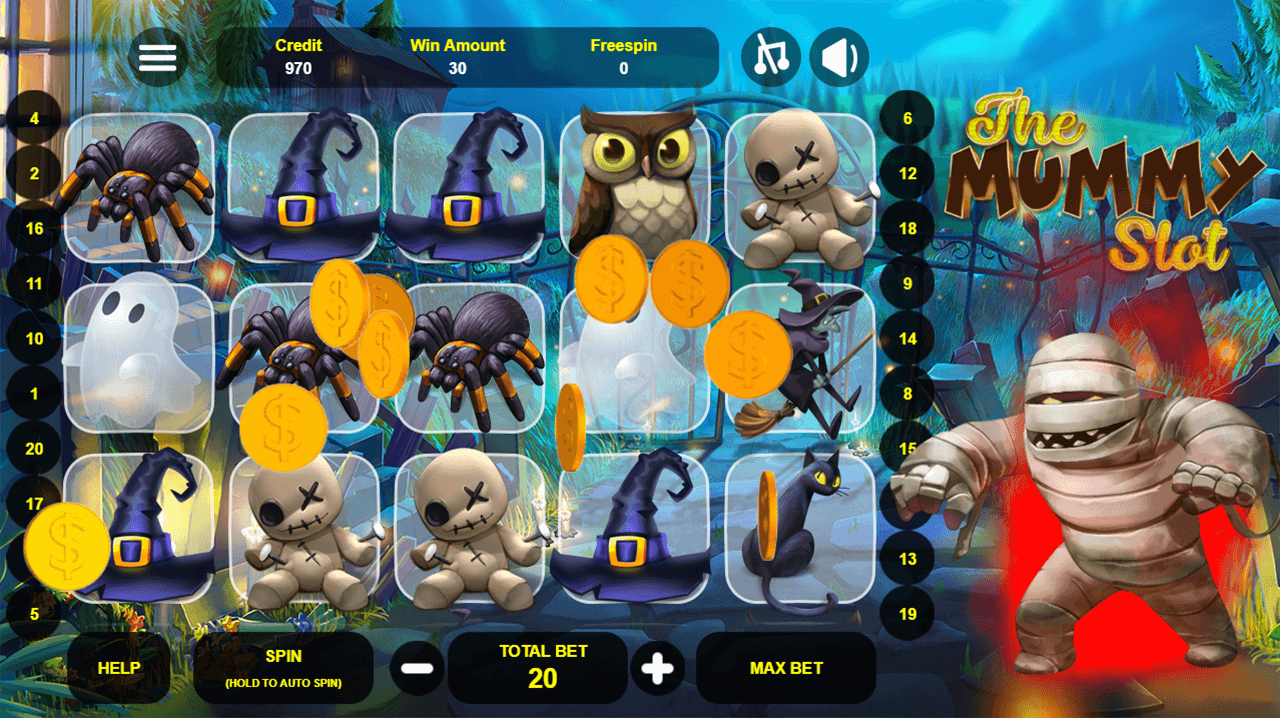 Credit
970
Win Amount
30
Freespin
0
The
MUMMY
Slot
4
2
16
11
10
1
20
17
5
6
12
18
9
14
8
15
13
19
HELP
SPIN
(HOLD TO AUTO SPIN)
TOTAL BET
20
MAX BET